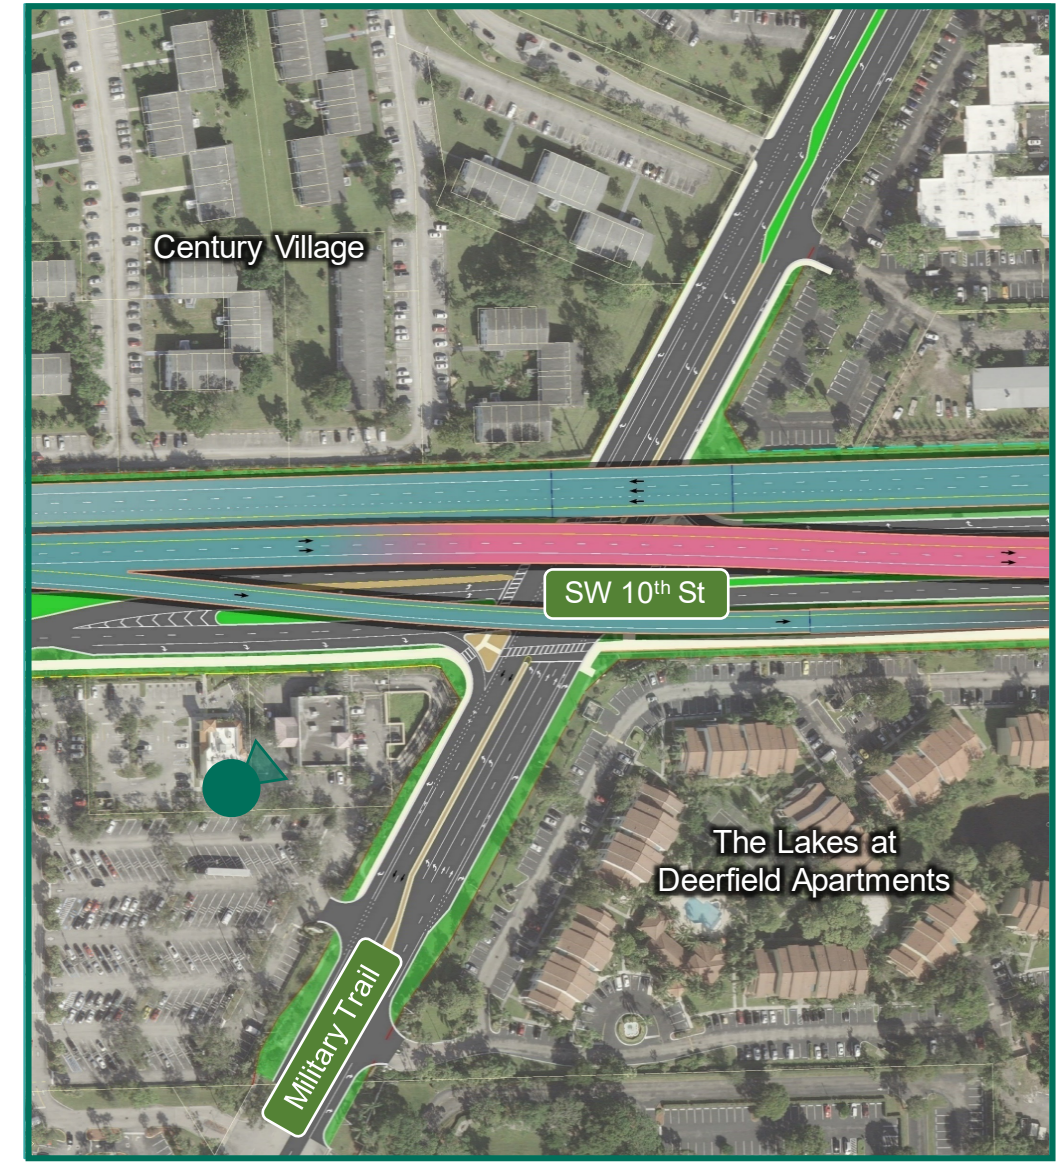 Century Village
SW 10th St
The Lakes at
Deerfield Apartments
Military Trail